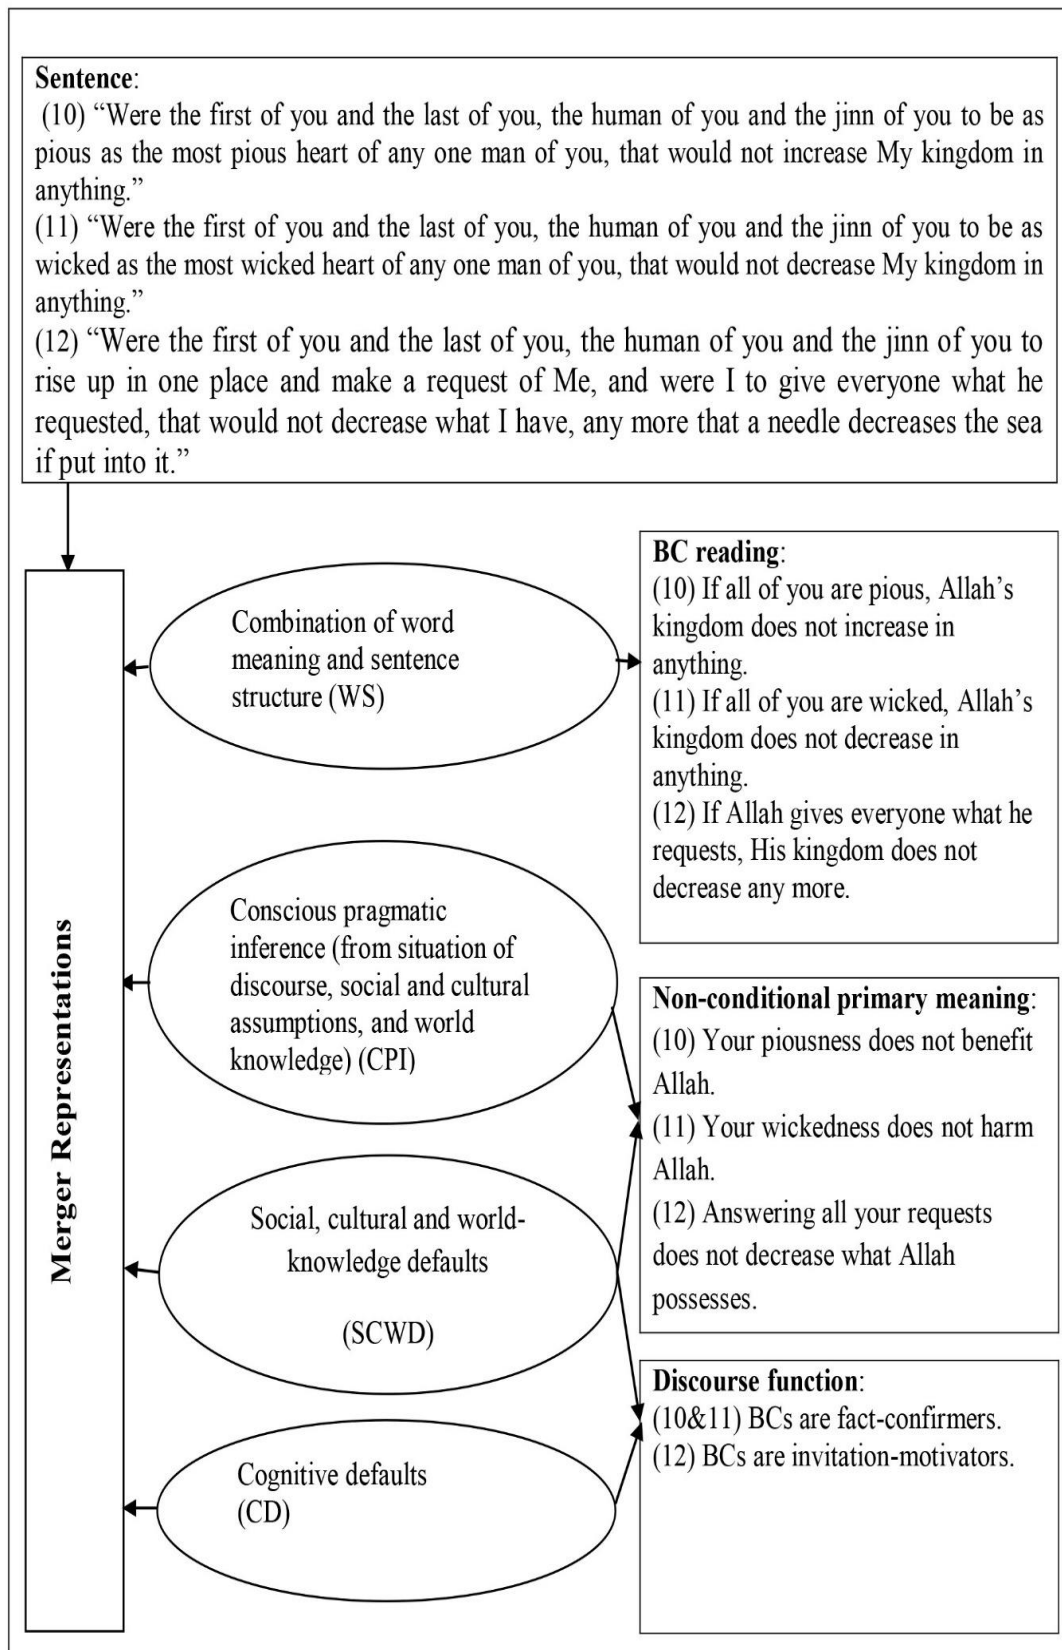 Sentence:
(10) “Were the first of you and the last of you, the human of you and the jinn of you to be as
pious as the most pious heart of any one man of you, that would not increase My kingdom in
anything.”
(11) “Were the first of you and the last of you, the human of you and the jinn of you to be as
wicked as the most wicked heart of any one man of you, that would not decrease My kingdom in
anything.”
(12) “Were the first of you and the last of you, the human of you and the jinn of you to
rise up in one place and make a request of Me, and were I to give everyone what he
requested, that would not decrease what I have, any more that a needle decreases the sea
if put into it.”
Merger Representations
Combination of word
meaning and sentence
structure (WS)
BC reading:
(10) If all of you are pious, Allah’s
kingdom does not increase in
anything.
(11) If all of you are wicked, Allah’s
kingdom does not decrease in
anything.
(12) If Allah gives everyone what he
requests, His kingdom does not
decrease any more.
Conscious pragmatic
inference (from situation of
discourse, social and cultural
assumptions, and world
knowledge) (CPI)
Non-conditional primary meaning:
(10) Your piousness does not benefit
Allah.
(11) Your wickedness does not harm
Allah.
(12) Answering all your requests
does not decrease what Allah
possesses.
Social, cultural and world-
knowledge defaults
(SCWD)
Discourse function:
(10&11) BCs are fact-confirmers.
(12) BCs are invitation-motivators.
Cognitive defaults
(CD)